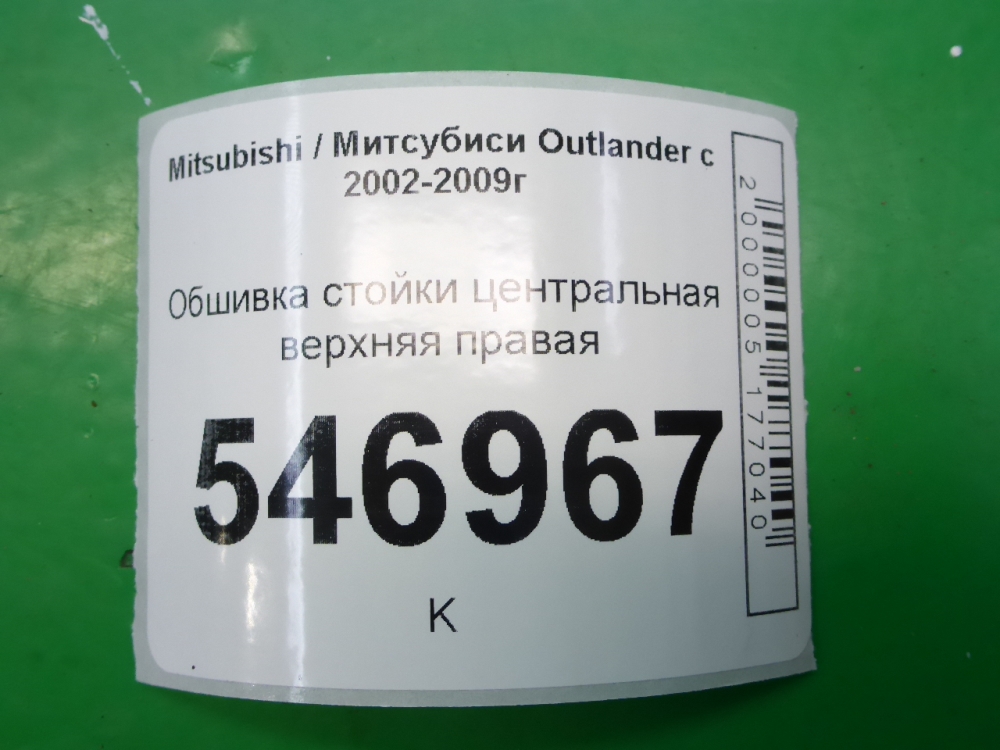 Mitsubishi / Митсубиси Outlander с
2002-2009г
Обшивка стойки центральная
верхняя правая
546967
К
2000005177040